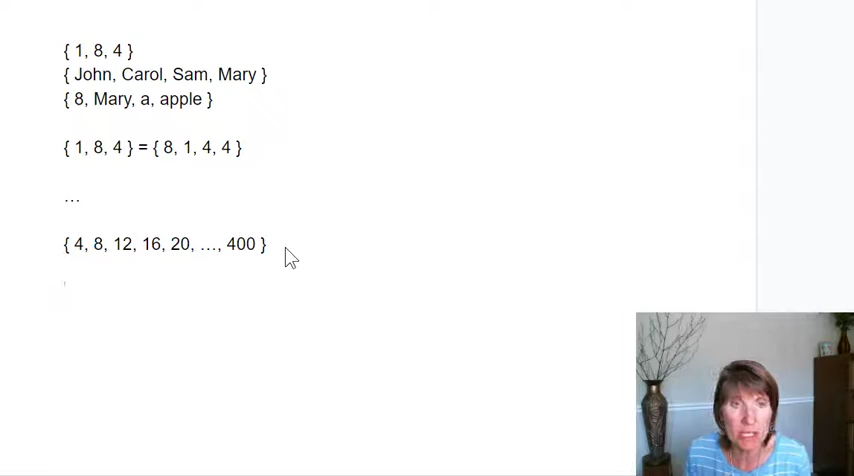 { 1, 8, 4 }
{ John, Carol, Sam, Mary }
{ 8, Mary, a, apple }
{ 1, 8, 4 } = { 8, 1, 4, 4 }
…
{ 4, 8, 12, 16, 20, …, 400 }